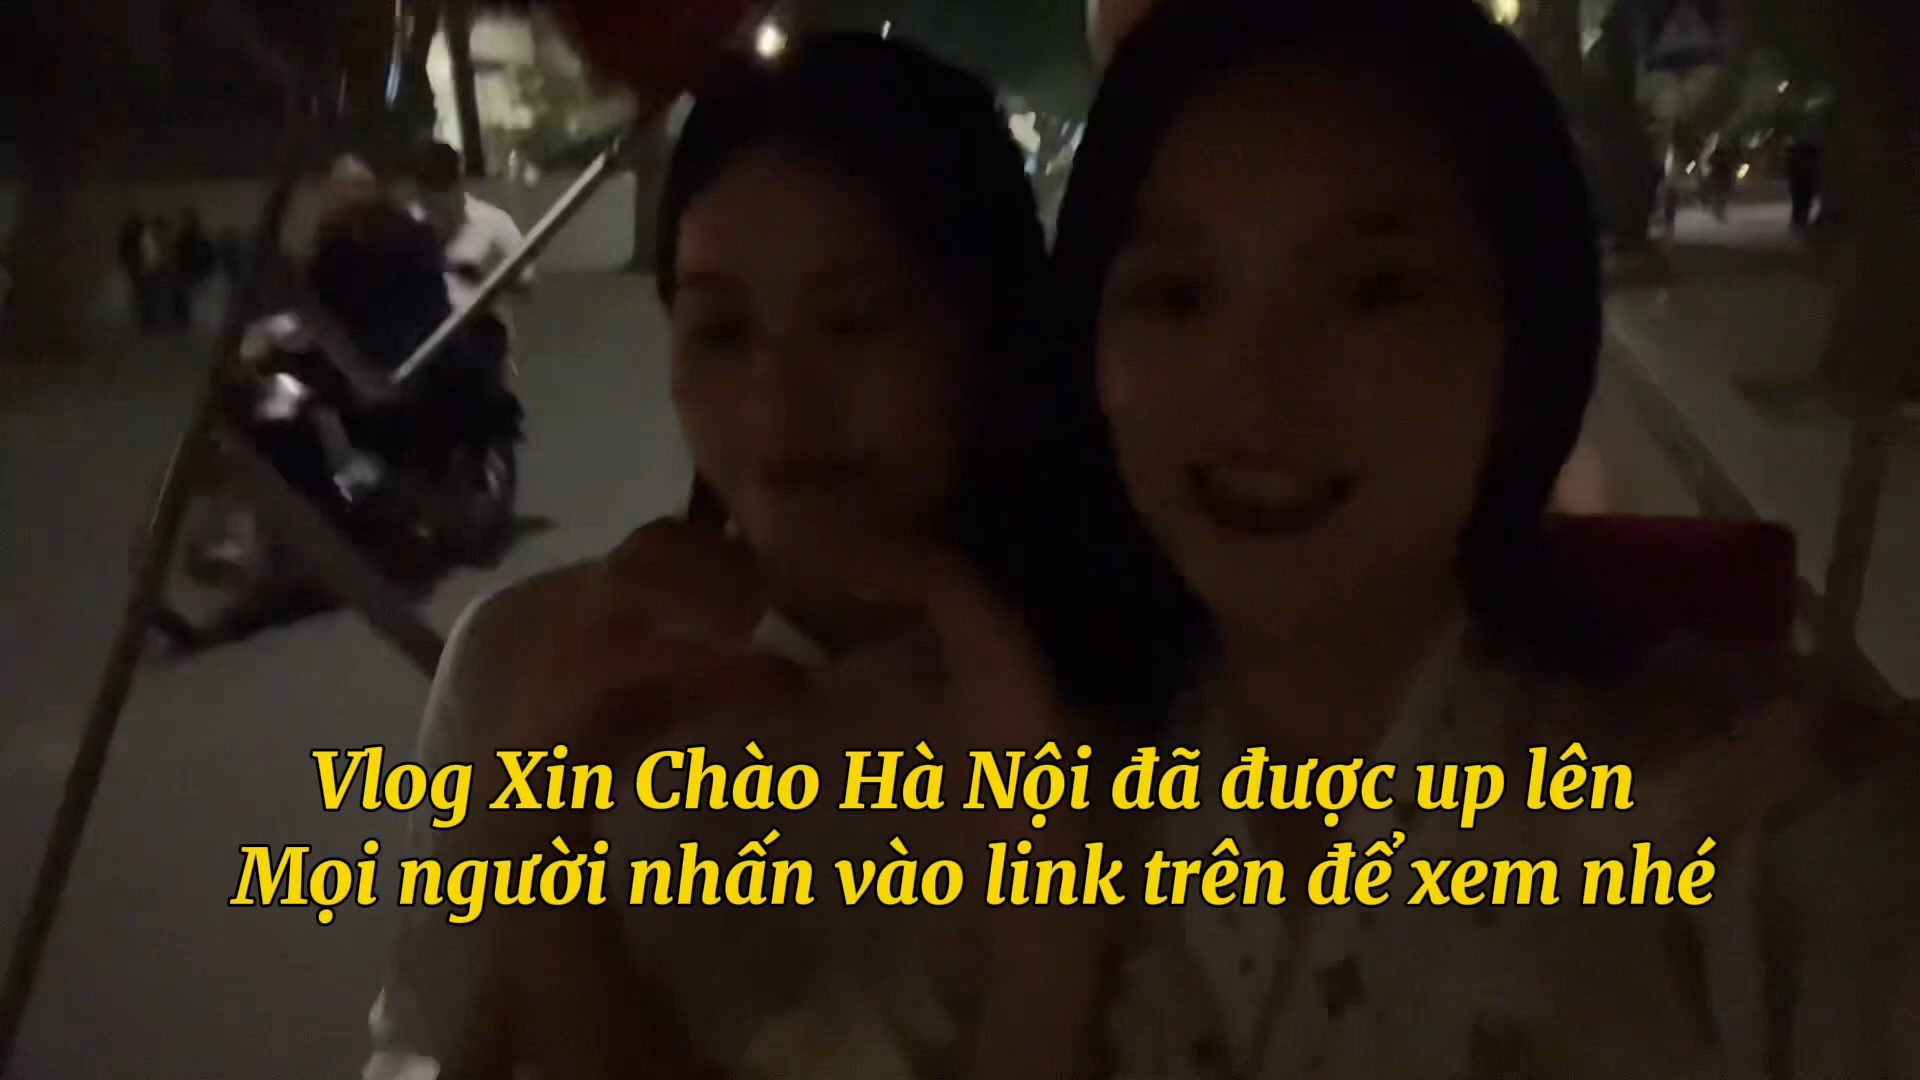 Vlog Xin Chào Hà Nội đã được up lên
Mọi người nhấn vào link trên để xem nhé